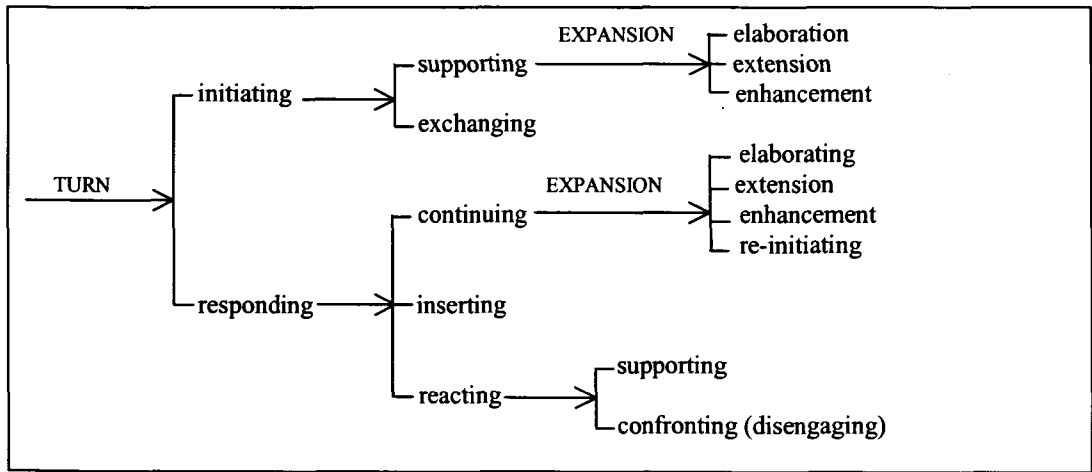 EXPANSION
elaboration
supporting
extension
initiating
enhancement
exchanging
TURN
elaborating
EXPANSION
extension
continuing
enhancement
re-initiating
responding
inserting
supporting
reacting
confronting (disengaging)